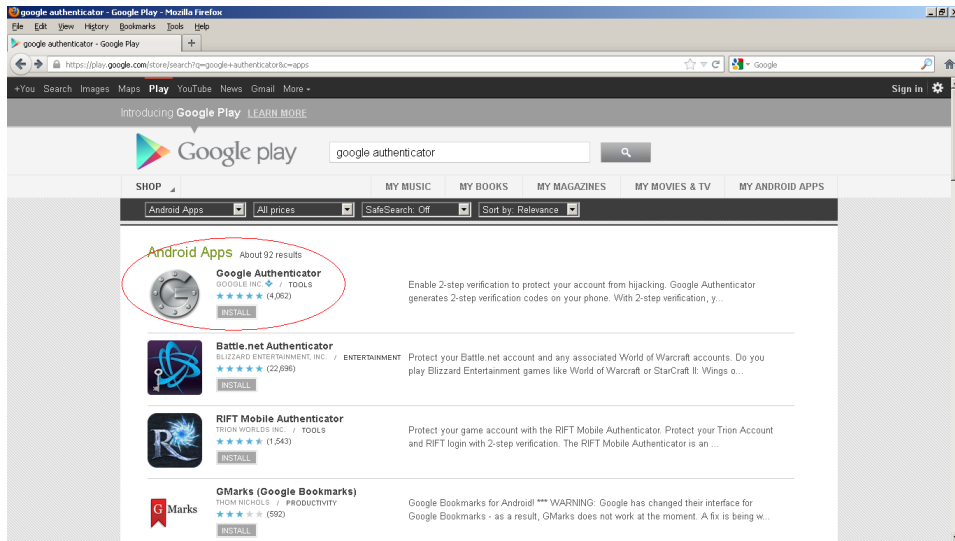 google authenticator - Google Play - Mozilla Firefox
File Edit View History Bookmarks Tools Help
google authenticator - Google Play
https://play.google.com/store/search?q=google+authenticator&c=apps
Google
+You Search Images Maps Play YouTube News Gmail More
Sign in
Introducing Google Play LEARN MORE
Google play
google authenticator
SHOP MY MUSIC MY BOOKS MY MAGAZINES MY MOVIES & TV MY ANDROID APPS
Android Apps All prices SafeSearch: Off Sort by: Relevance
Android Apps About 92 results
Google Authenticator
GOOGLE INC. / TOOLS
(4,062)
INSTALL
Enable 2-step verification to protect your account from hijacking. Google Authenticator
generates 2-step verification codes on your phone. With 2-step verification, y...
Battle.net Authenticator
BLIZZARD ENTERTAINMENT, INC. / ENTERTAINMENT
(22,696)
INSTALL
Protect your Battle.net account and any associated World of Warcraft accounts. Do you
play Blizzard Entertainment games like World of Warcraft or StarCraft II: Wings o...
RIFT Mobile Authenticator
TRION WORLDS INC. / TOOLS
(1,543)
INSTALL
Protect your game account with the RIFT Mobile Authenticator. Protect your Trion Account
and RIFT login with 2-step verification. The RIFT Mobile Authenticator is an ...
G Marks
GMarks (Google Bookmarks)
THOM NICHOLS / PRODUCTIVITY
(592)
INSTALL
Google Bookmarks for Android! *** WARNING: Google has changed their interface for
Google Bookmarks - as a result, GMarks does not work at the moment. A fix is being w...